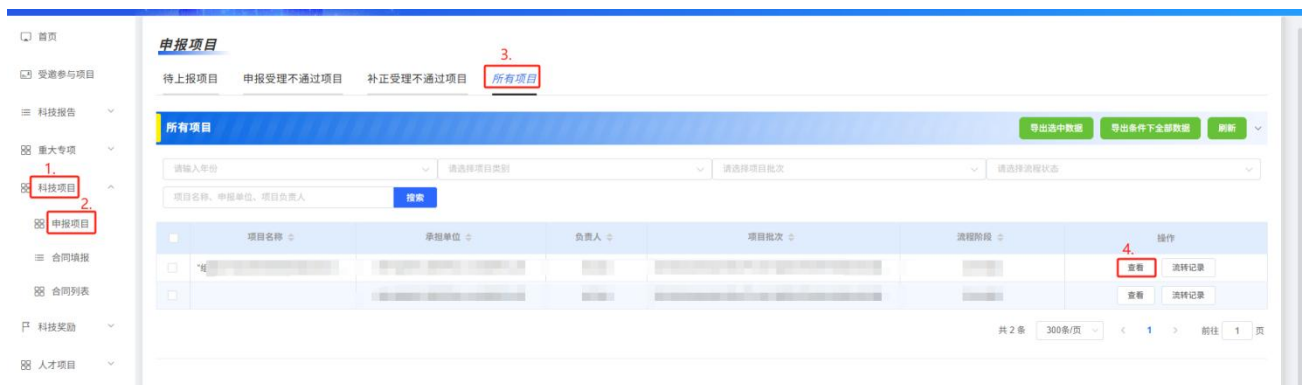 首页
受邀参与项目
科技报告
重大专项
1.
科技项目
2.
申报项目
合同填报
合同列表
科技奖励
人才项目
申报项目
3.
待上报项目 申报受理不通过项目 补正受理不通过项目 所有项目
所有项目 导出选中数据 导出条件下全部数据 刷新
请输入年份 请选择项目类别 请选择项目批次 请选择流程状态
项目名称、申报单位、项目负责人 搜索
项目名称 承担单位 负责人 项目批次 流程阶段 操作
4.
查看 流转记录
查看 流转记录
共 2 条 300条/页 < 1 > 前往 1 页